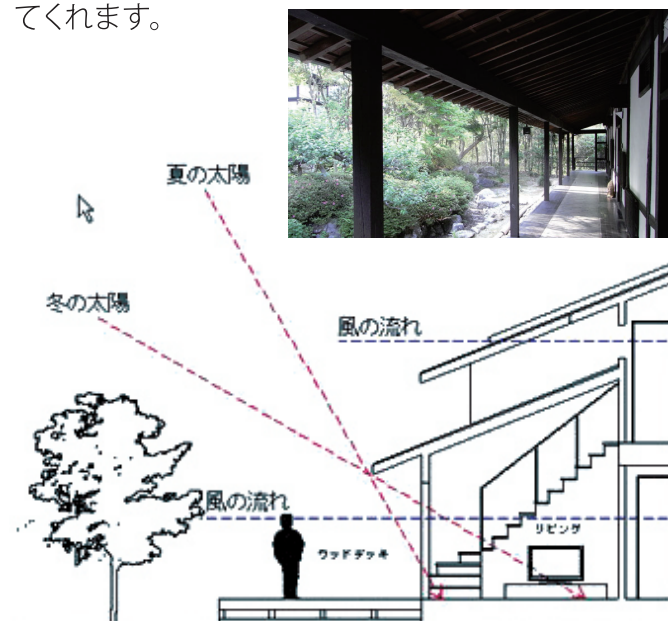 てくれます。
夏の太陽
冬の太陽
風の流れ
風の流れ
リビング
ウッドデッキ